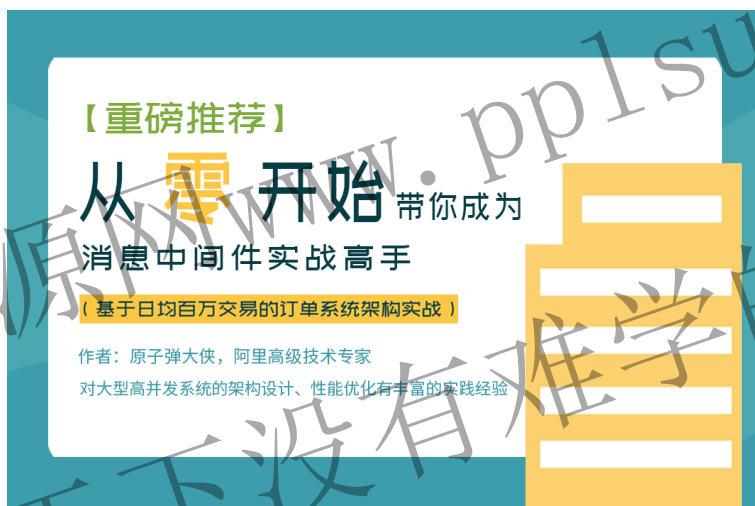 【重磅推荐】
从 零 开始 带你成为
消息中间件实战高手
（基于日均百万交易的订单系统架构实战）
作者：原子弹大侠，阿里高级技术专家
对大型高并发系统的架构设计、性能优化有丰富的实践经验
源网www.pplsu
下没有难学的